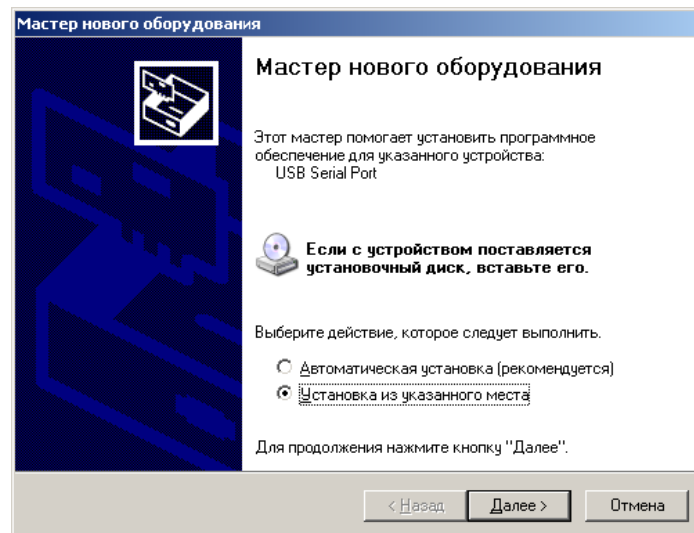 Мастер нового оборудования
Мастер нового оборудования
Этот мастер помогает установить программное
обеспечение для указанного устройства:
USB Serial Port
Если с устройством поставляется
установочный диск, вставьте его.
Выберите действие, которое следует выполнить.
Автоматическая установка (рекомендуется)
Установка из указанного места
Для продолжения нажмите кнопку "Далее".
< Назад Далее > Отмена